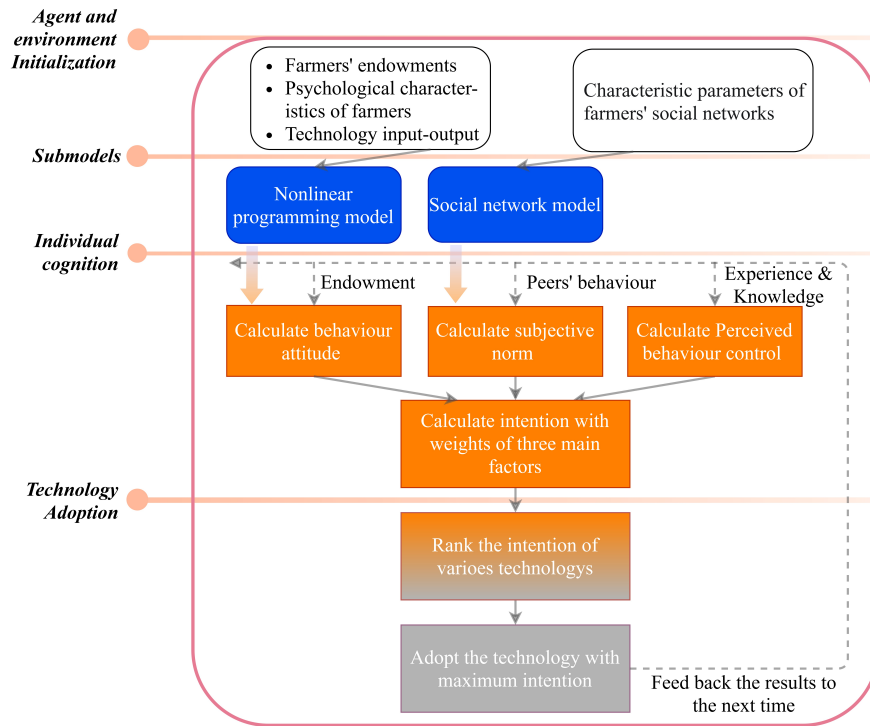 Agent and
environment
Initialization
• Farmers' endowments
• Psychological character-
istics of farmers
• Technology input-output
Characteristic parameters of
farmers' social networks
Submodels
Nonlinear
programming model
Social network model
Individual
cognition
Endowment
Peers' behaviour
Experience &
Knowledge
Calculate behaviour
attitude
Calculate subjective
norm
Calculate Perceived
behaviour control
Calculate intention with
weights of three main
factors
Technology
Adoption
Rank the intention of
varioes technologys
Adopt the technology with
maximum intention
Feed back the results to
the next time